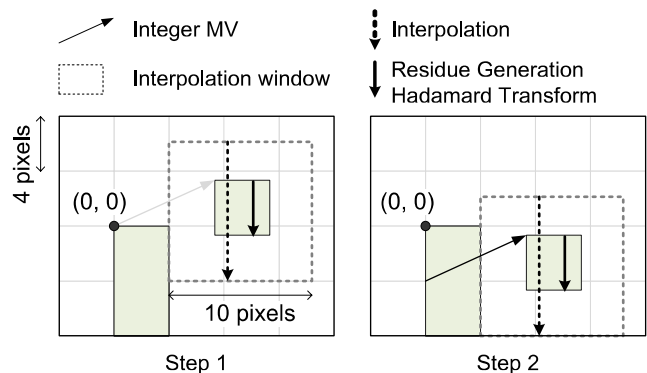 Integer MV
Interpolation window
Interpolation
Residue Generation
Hadamard Transform
4 pixels
(0, 0)
10 pixels
Step 1
(0, 0)
Step 2